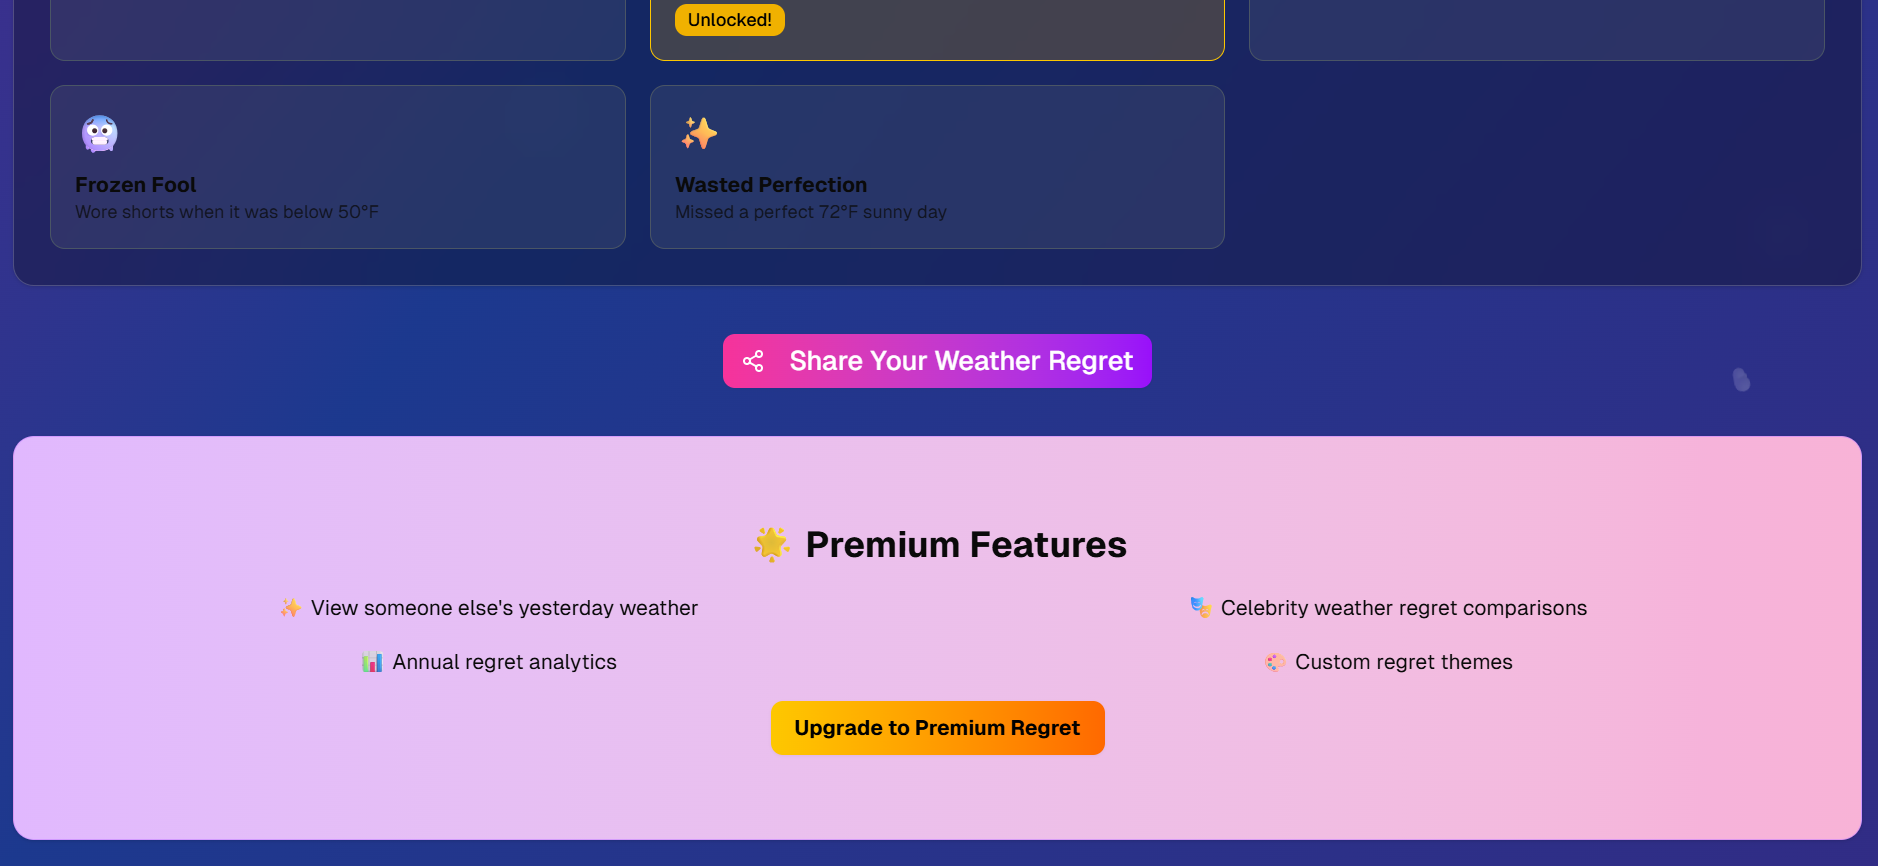 Unlocked!
Frozen Fool
Wore shorts when it was below 50°F
Wasted Perfection
Missed a perfect 72°F sunny day
Share Your Weather Regret
Premium Features
View someone else's yesterday weather
Celebrity weather regret comparisons
Annual regret analytics
Custom regret themes
Upgrade to Premium Regret